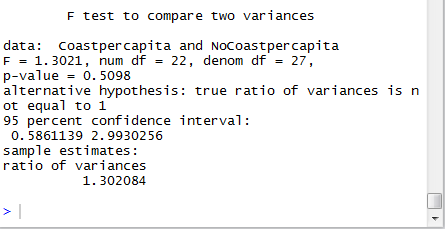 F test to compare two variances
data:  Coastpercapita and NoCoastpercapita
F = 1.3021, num df = 22, denom df = 27,
p-value = 0.5098
alternative hypothesis: true ratio of variances is n
ot equal to 1
95 percent confidence interval:
 0.5861139 2.9930256
sample estimates:
ratio of variances
1.302084
>